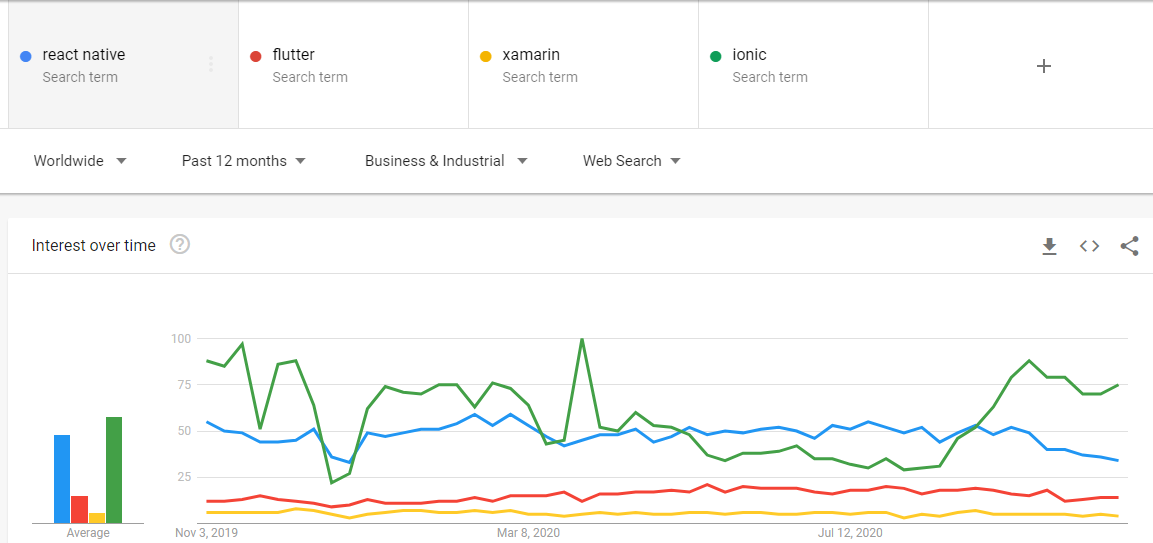 react native
Search term
flutter
Search term
xamarin
Search term
ionic
Search term
+
Worldwide Past 12 months Business & Industrial Web Search
Interest over time ?
100
75
50
25
Average Nov 3, 2019 Mar 8, 2020 Jul 12, 2020